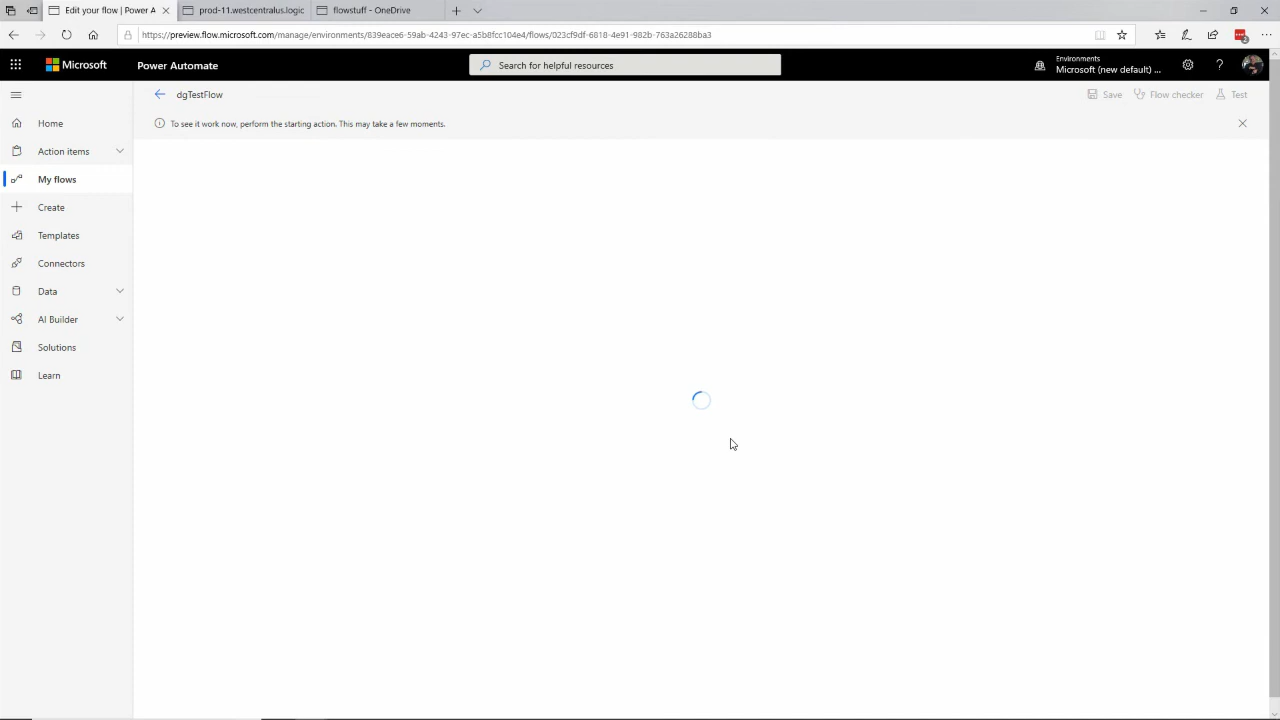 Edit your flow | Power A
prod-11.westcentralus.logic
flowstuff - OneDrive
https://preview.flow.microsoft.com/manage/environments/839eace6-59ab-4243-97ec-a5b8fcc104e4/flows/023cf9df-6818-4e91-982b-763a26288ba3
Microsoft
Power Automate
Search for helpful resources
Environments
Microsoft (new default) ...
dgTestFlow
Save
Flow checker
Test
To see it work now, perform the starting action. This may take a few moments.
Home
Action items
My flows
Create
Templates
Connectors
Data
AI Builder
Solutions
Learn